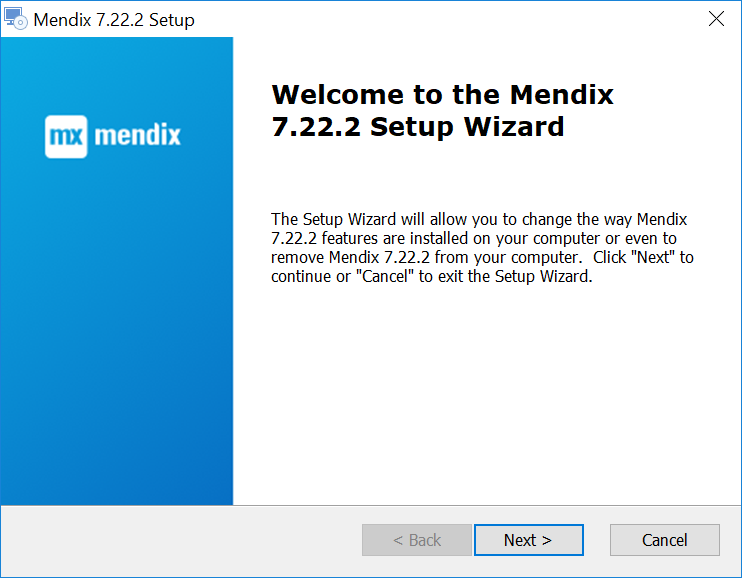 Mendix 7.22.2 Setup
mx mendix
Welcome to the Mendix
7.22.2 Setup Wizard
The Setup Wizard will allow you to change the way Mendix
7.22.2 features are installed on your computer or even to
remove Mendix 7.22.2 from your computer.  Click "Next" to
continue or "Cancel" to exit the Setup Wizard.
< Back
Next >
Cancel